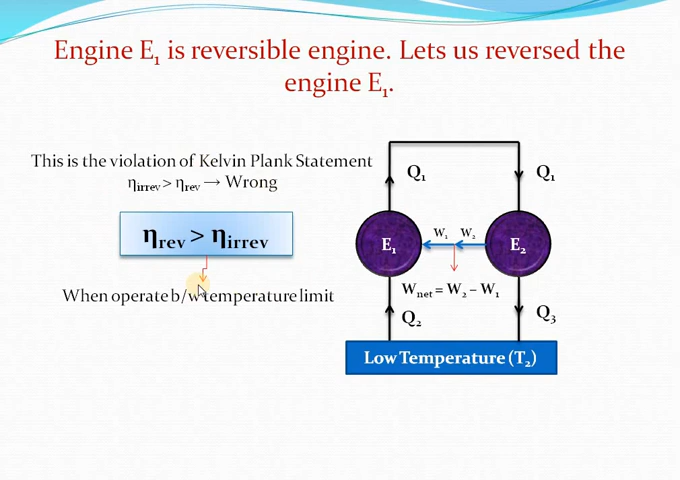 Engine E₁ is reversible engine. Lets us reversed the
engine E₁.
This is the violation of Kelvin Plank Statement
ηirrev > ηrev → Wrong
ηrev > ηirrev
When operate b/w temperature limit
Q₁
Q₁
E₁
W₁
W₂
E₂
Wnet = W₂ – W₁
Q₂
Q₃
Low Temperature (T₂)